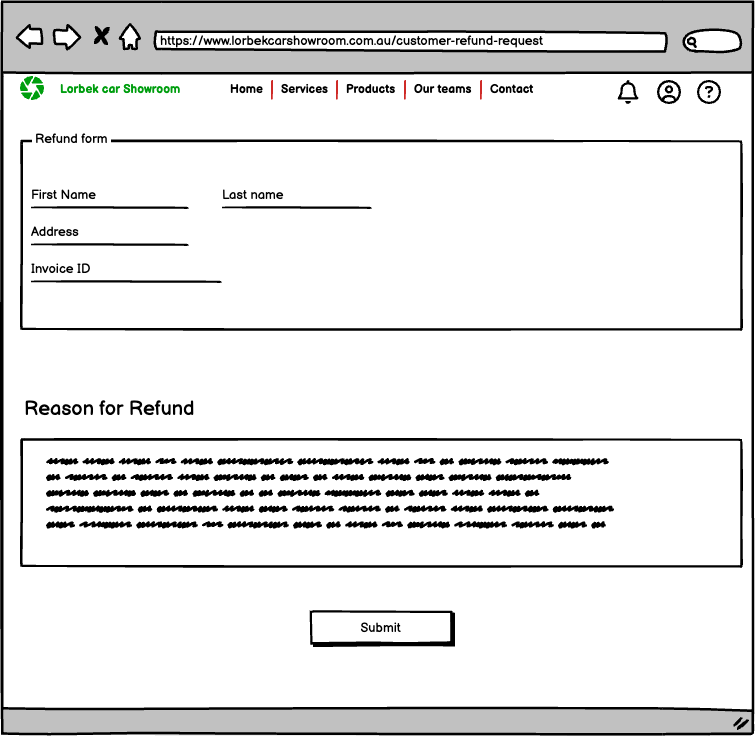 https://www.lorbekcarshowroom.com.au/customer-refund-request
Lorbek car Showroom Home Services Products Our teams Contact
Refund form
First Name Last name
Address
Invoice ID
Reason for Refund
Submit